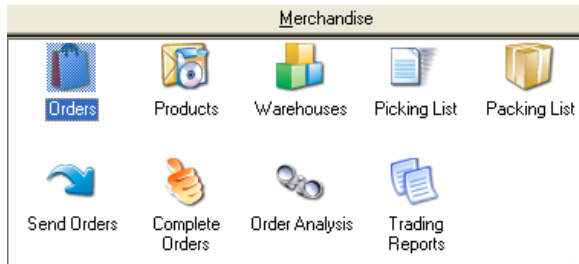 Merchandise
Orders
Products
Warehouses
Picking List
Packing List
Send Orders
Complete
Orders
Order Analysis
Trading
Reports